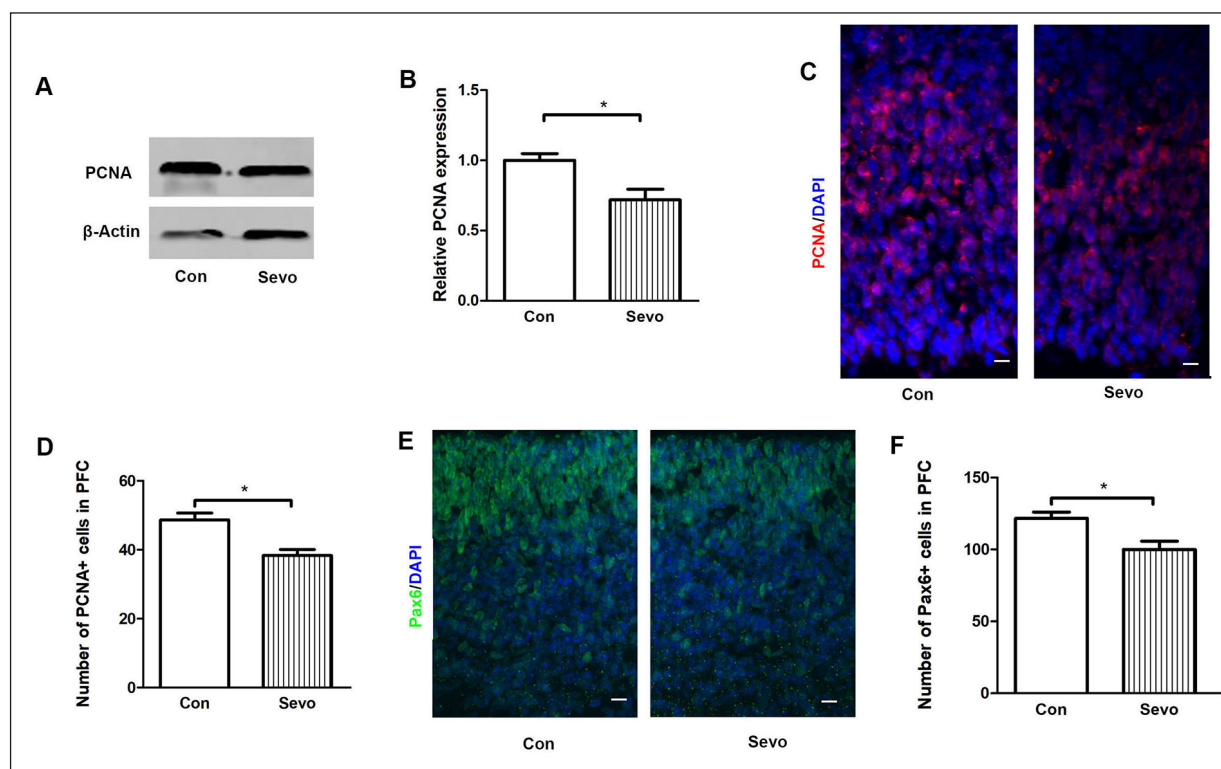 A
PCNA
β-Actin
Con Sevo
B
Relative PCNA expression
1.5
1.0
0.5
0.0
*
Con Sevo
C
PCNA/DAPI
Con Sevo
D
Number of PCNA+ cells in PFC
60
40
20
0
*
Con Sevo
E
Pax6/DAPI
Con Sevo
F
Number of Pax6+ cells in PFC
150
100
50
0
*
Con Sevo